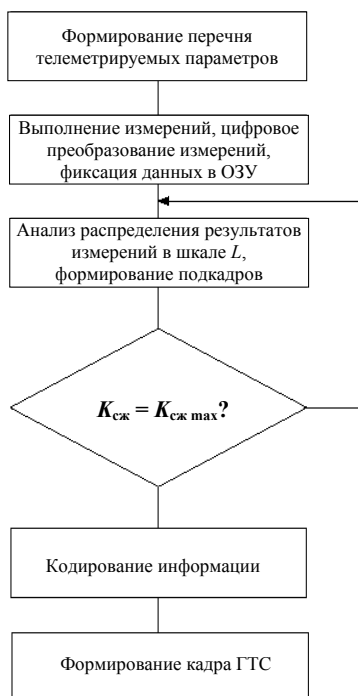 Формирование перечня
телеметрируемых параметров
Выполнение измерений, цифровое
преобразование измерений,
фиксация данных в ОЗУ
Анализ распределения результатов
измерений в шкале L,
формирование подкадров
Kсж = Kсж max?
Кодирование информации
Формирование кадра ГТС